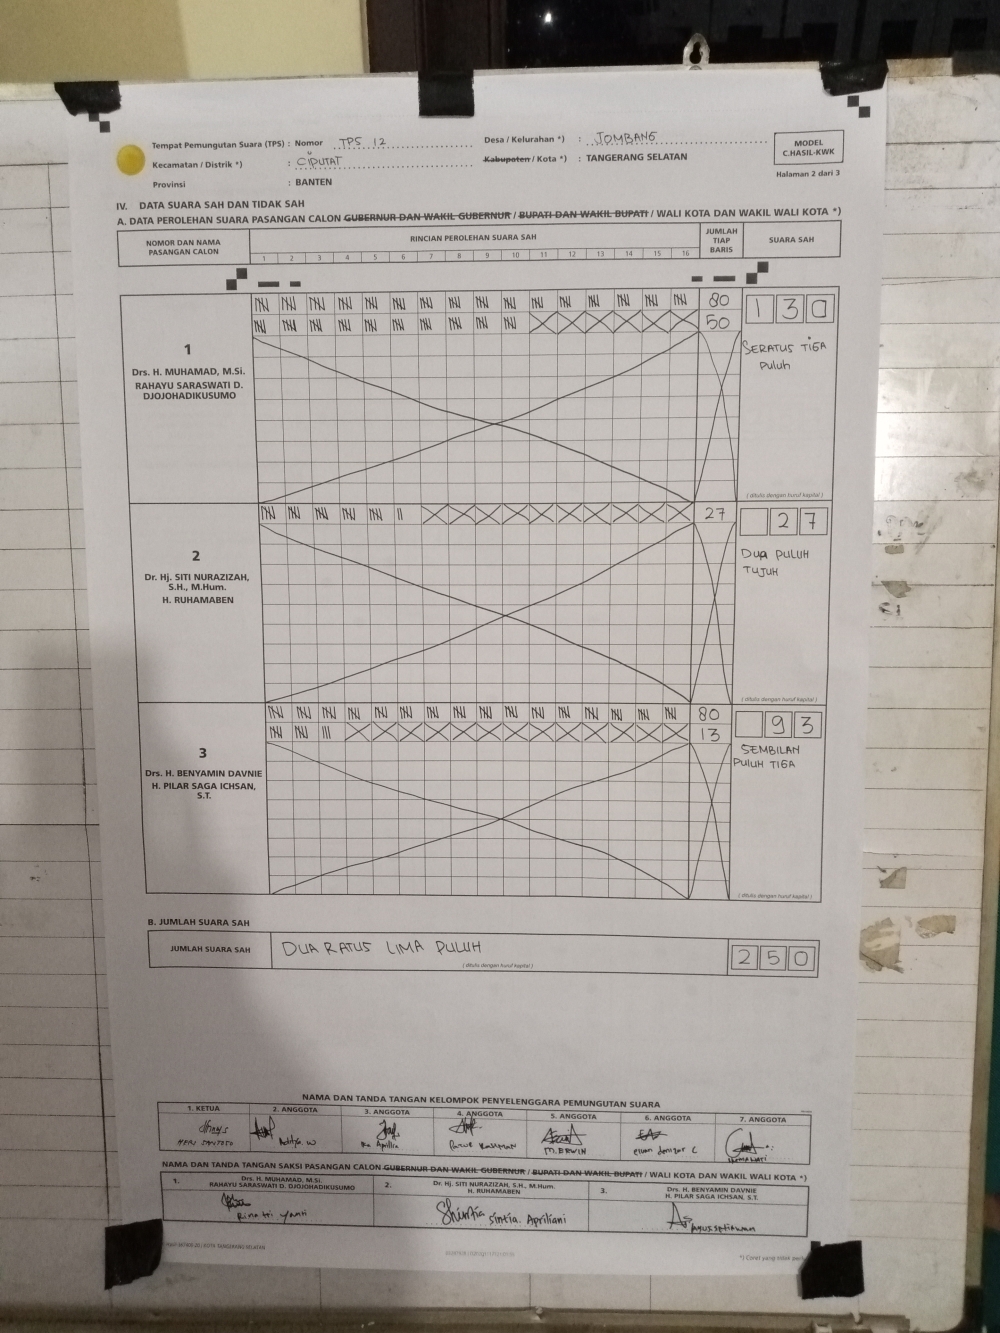 Tempat Pemungutan Suara (TPS) : Nomor TPS 12 Desa / Kelurahan *) : JOMBANG
Kecamatan / Distrik *) : CIPUTAT Kabupaten / Kota *) : TANGERANG SELATAN
Provinsi : BANTEN
MODEL
C.HASIL-KWK
Halaman 2 dari 3
IV. DATA SUARA SAH DAN TIDAK SAH
A. DATA PEROLEHAN SUARA PASANGAN CALON GUBERNUR DAN WAKIL GUBERNUR / BUPATI DAN WAKIL BUPATI / WALI KOTA DAN WAKIL WALI KOTA *)
NOMOR DAN NAMA
PASANGAN CALON
RINCIAN PEROLEHAN SUARA SAH
1 2 3 4 5 6 7 8 9 10 11 12 13 14 15 16
JUMLAH
TIAP
BARIS
SUARA SAH
1
Drs. H. MUHAMAD, M.Si.
RAHAYU SARASWATI D.
DJOJOHADIKUSUMO
80
50
130
SERATUS TIGA
PULUH
( ditulis dengan huruf kapital )
2
Dr. Hj. SITI NURAZIZAH,
S.H., M.Hum.
H. RUHAMABEN
27
27
DUA PULUH
TUJUH
( ditulis dengan huruf kapital )
3
Drs. H. BENYAMIN DAVNIE
H. PILAR SAGA ICHSAN,
S.T.
80
13
93
SEMBILAN
PULUH TIGA
( ditulis dengan huruf kapital )
B. JUMLAH SUARA SAH
JUMLAH SUARA SAH DUA RATUS LIMA PULUH 250
( ditulis dengan huruf kapital )
NAMA DAN TANDA TANGAN KELOMPOK PENYELENGGARA PEMUNGUTAN SUARA
1. KETUA 2. ANGGOTA 3. ANGGOTA 4. ANGGOTA 5. ANGGOTA 6. ANGGOTA 7. ANGGOTA
HERI SANTOSO Aditya W M. ERWIN
NAMA DAN TANDA TANGAN SAKSI PASANGAN CALON GUBERNUR DAN WAKIL GUBERNUR / BUPATI DAN WAKIL BUPATI / WALI KOTA DAN WAKIL WALI KOTA *)
1. Drs. H. MUHAMAD, M.Si.
RAHAYU SARASWATI D. DJOJOHADIKUSUMO
2. Dr. Hj. SITI NURAZIZAH, S.H., M.Hum.
H. RUHAMABEN
3. Drs. H. BENYAMIN DAVNIE
H. PILAR SAGA ICHSAN, S.T.
Yanti
Shintia Sintia. Apriliani
Agus Setiawan
*) Coret yang tidak